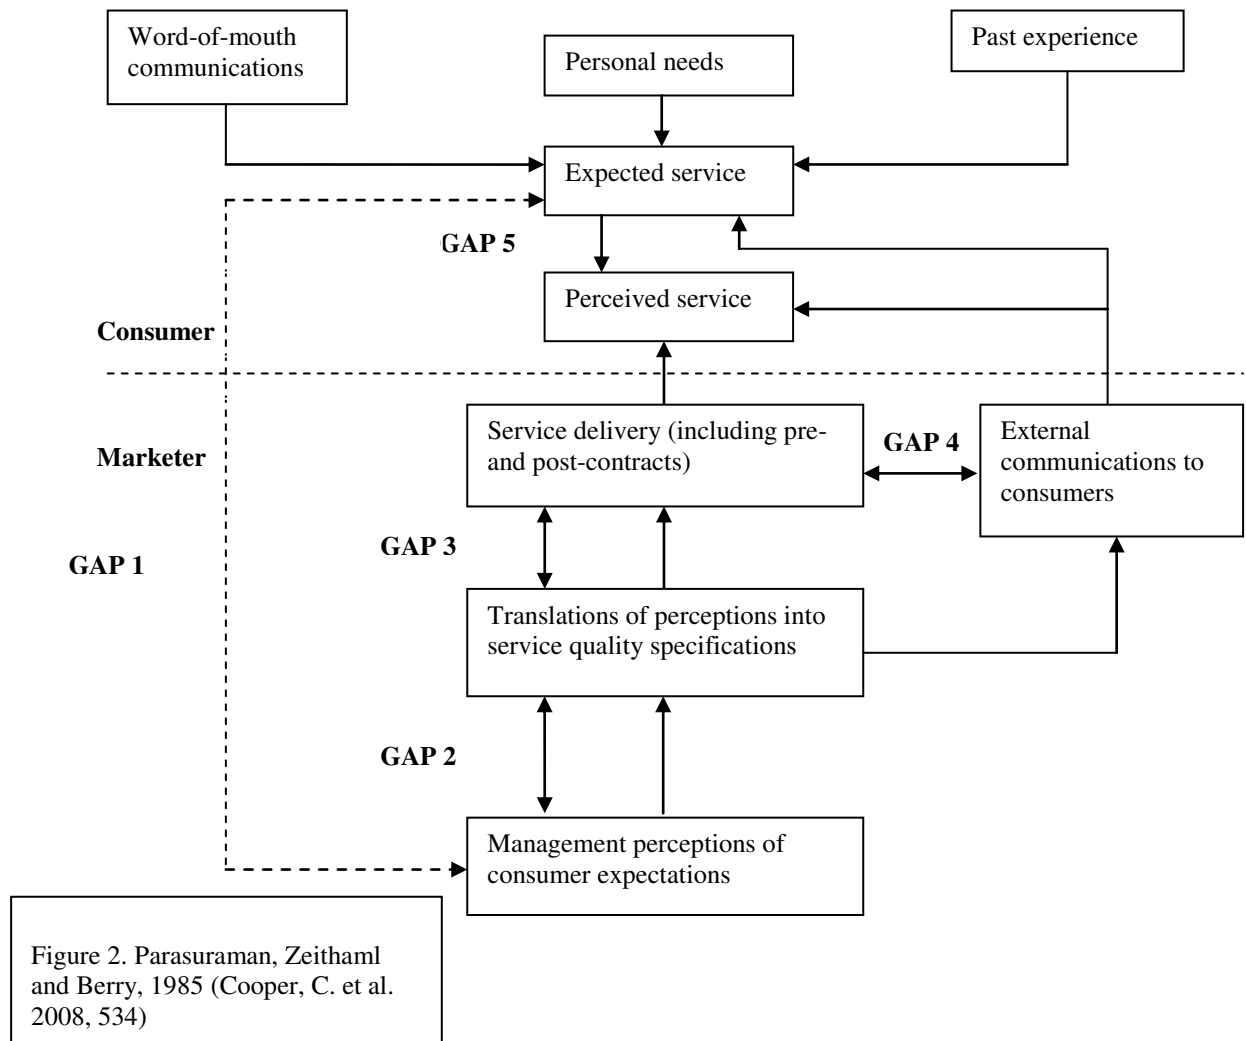 Word-of-mouth
communications
Personal needs
Past experience
Expected service
GAP 5
Perceived service
Consumer
Marketer
Service delivery (including pre-
and post-contracts)
GAP 4
External
communications to
consumers
GAP 3
GAP 1
Translations of perceptions into
service quality specifications
GAP 2
Management perceptions of
consumer expectations
Figure 2. Parasuraman, Zeithaml
and Berry, 1985 (Cooper, C. et al.
2008, 534)